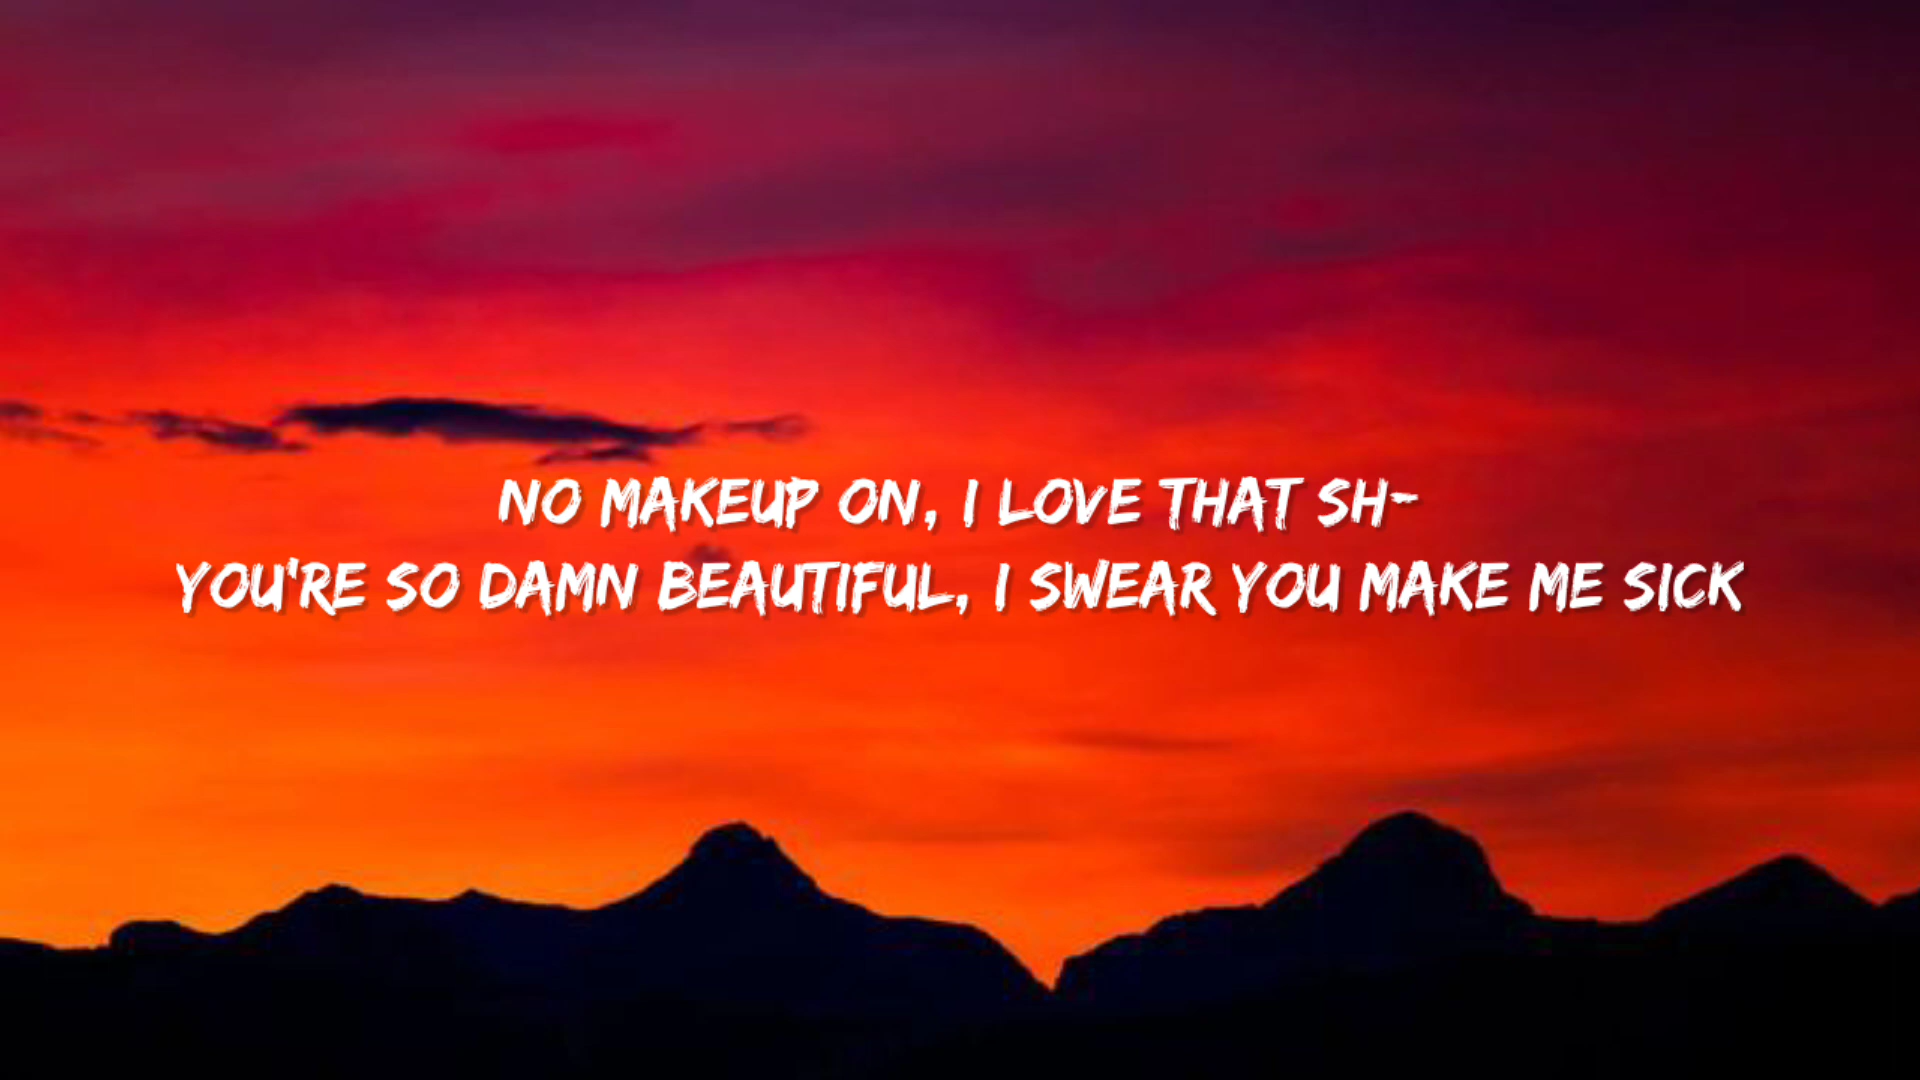 NO MAKEUP ON, I LOVE THAT SH-
YOU'RE SO DAMN BEAUTIFUL, I SWEAR YOU MAKE ME SICK